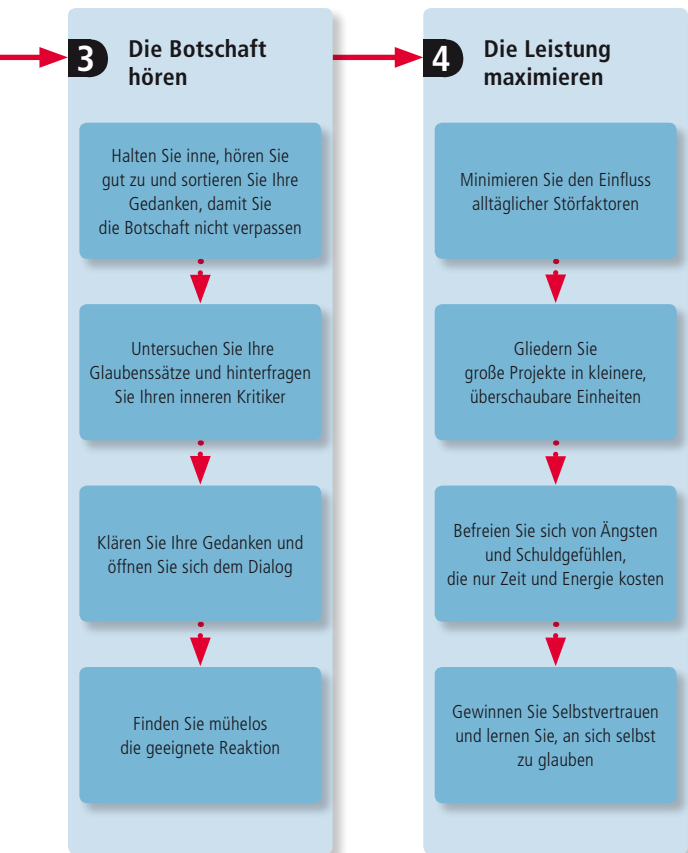 3
Die Botschaft
hören
Halten Sie inne, hören Sie
gut zu und sortieren Sie Ihre
Gedanken, damit Sie
die Botschaft nicht verpassen
Untersuchen Sie Ihre
Glaubenssätze und hinterfragen
Sie Ihren inneren Kritiker
Klären Sie Ihre Gedanken und
öffnen Sie sich dem Dialog
Finden Sie mühelos
die geeignete Reaktion
4
Die Leistung
maximieren
Minimieren Sie den Einfluss
alltäglicher Störfaktoren
Gliedern Sie
große Projekte in kleinere,
überschaubare Einheiten
Befreien Sie sich von Ängsten
und Schuldgefühlen,
die nur Zeit und Energie kosten
Gewinnen Sie Selbstvertrauen
und lernen Sie, an sich selbst
zu glauben